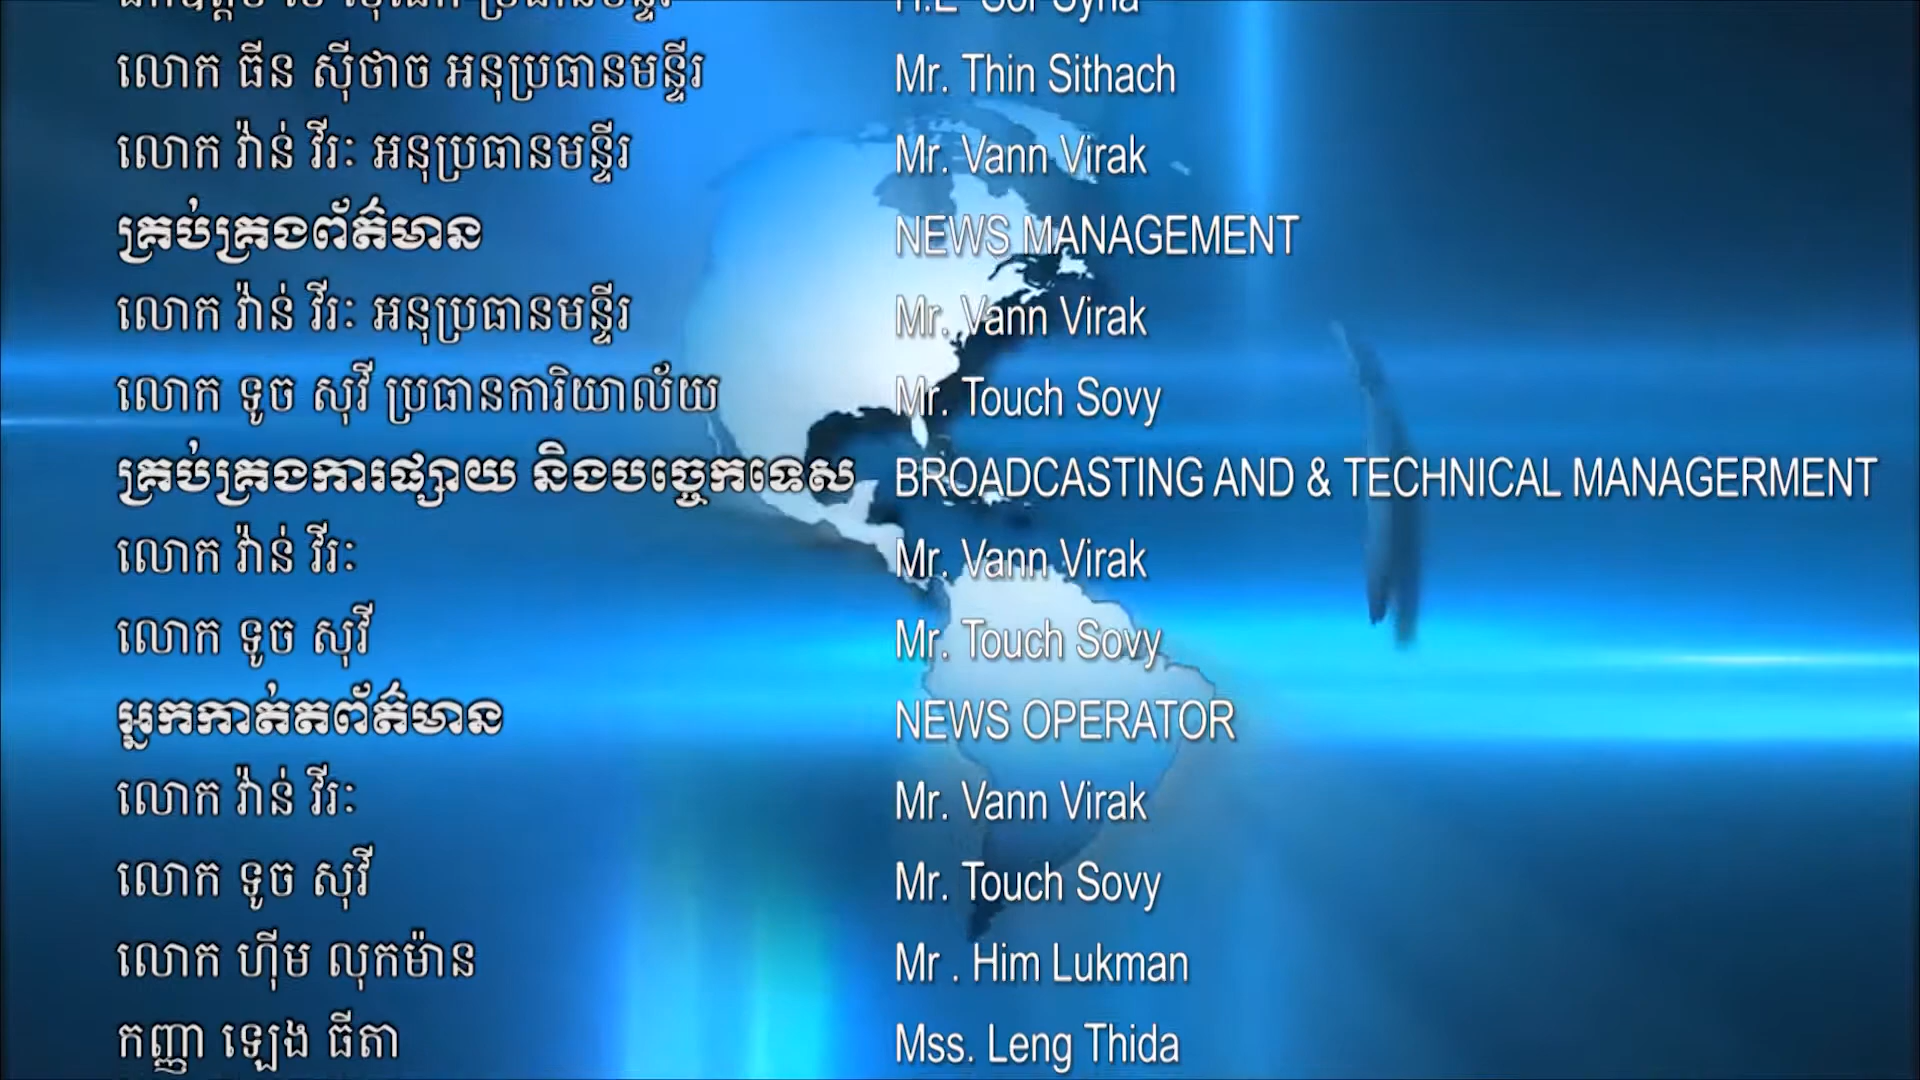 លោក ធីន ស៊ីថាច អនុប្រធានមន្ទីរ Mr. Thin Sithach
លោក វ៉ាន់ វីរៈ អនុប្រធានមន្ទីរ Mr. Vann Virak
គ្រប់គ្រងព័ត៌មាន NEWS MANAGEMENT
លោក វ៉ាន់ វីរៈ អនុប្រធានមន្ទីរ Mr. Vann Virak
លោក ទូច សុវី ប្រធានការិយាល័យ Mr. Touch Sovy
គ្រប់គ្រងការផ្សាយ និងបច្ចេកទេស BROADCASTING AND & TECHNICAL MANAGERMENT
លោក វ៉ាន់ វីរៈ Mr. Vann Virak
លោក ទូច សុវី Mr. Touch Sovy
អ្នកកាត់តព័ត៌មាន NEWS OPERATOR
លោក វ៉ាន់ វីរៈ Mr. Vann Virak
លោក ទូច សុវី Mr. Touch Sovy
លោក ហ៊ីម លុកម៉ាន Mr . Him Lukman
កញ្ញា ឡេង ធីតា Mss. Leng Thida